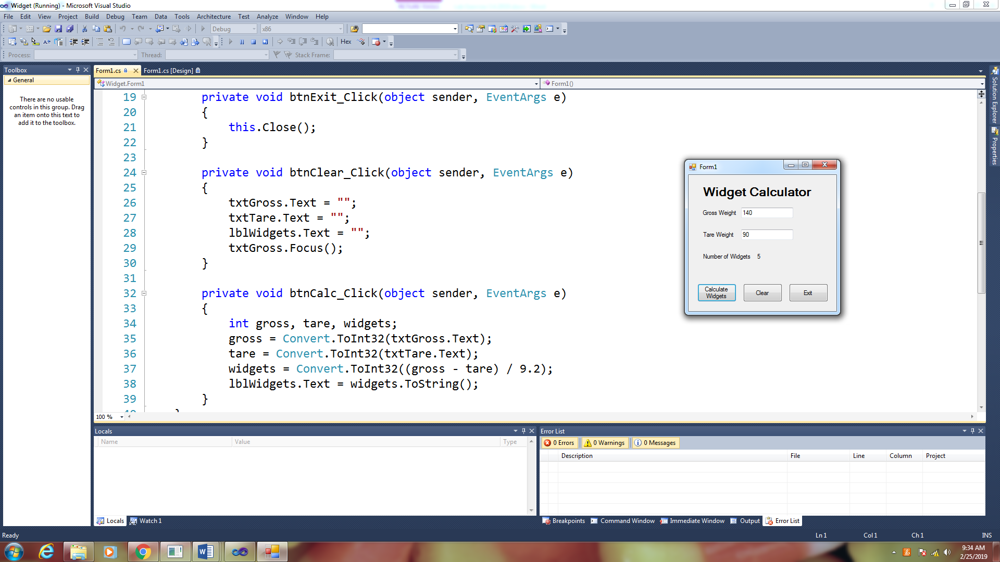 Widget (Running) - Microsoft Visual Studio
File Edit View Project Build Debug Team Data Tools Architecture Test Analyze Window Help
Debug x86
Hex
Process: Thread: Stack Frame:
Toolbox
General
There are no usable
controls in this group. Drag
an item onto this text to
add it to the toolbox.
Form1.cs Form1.cs [Design]
Widget.Form1 Form1()
19 private void btnExit_Click(object sender, EventArgs e)
20 {
21 this.Close();
22 }
23
24 private void btnClear_Click(object sender, EventArgs e)
25 {
26 txtGross.Text = "";
27 txtTare.Text = "";
28 lblWidgets.Text = "";
29 txtGross.Focus();
30 }
31
32 private void btnCalc_Click(object sender, EventArgs e)
33 {
34 int gross, tare, widgets;
35 gross = Convert.ToInt32(txtGross.Text);
36 tare = Convert.ToInt32(txtTare.Text);
37 widgets = Convert.ToInt32((gross - tare) / 9.2);
38 lblWidgets.Text = widgets.ToString();
39 }
100 %
Form1
Widget Calculator
Gross Weight 140
Tare Weight 90
Number of Widgets 5
Calculate
Widgets
Clear
Exit
Solution Explorer
Properties
Locals
Name Value Type
Locals Watch 1
Error List
0 Errors 0 Warnings 0 Messages
Description File Line Column Project
Breakpoints Command Window Immediate Window Output Error List
Ready Ln 1 Col 1 Ch 1 INS
9:34 AM
2/25/2019